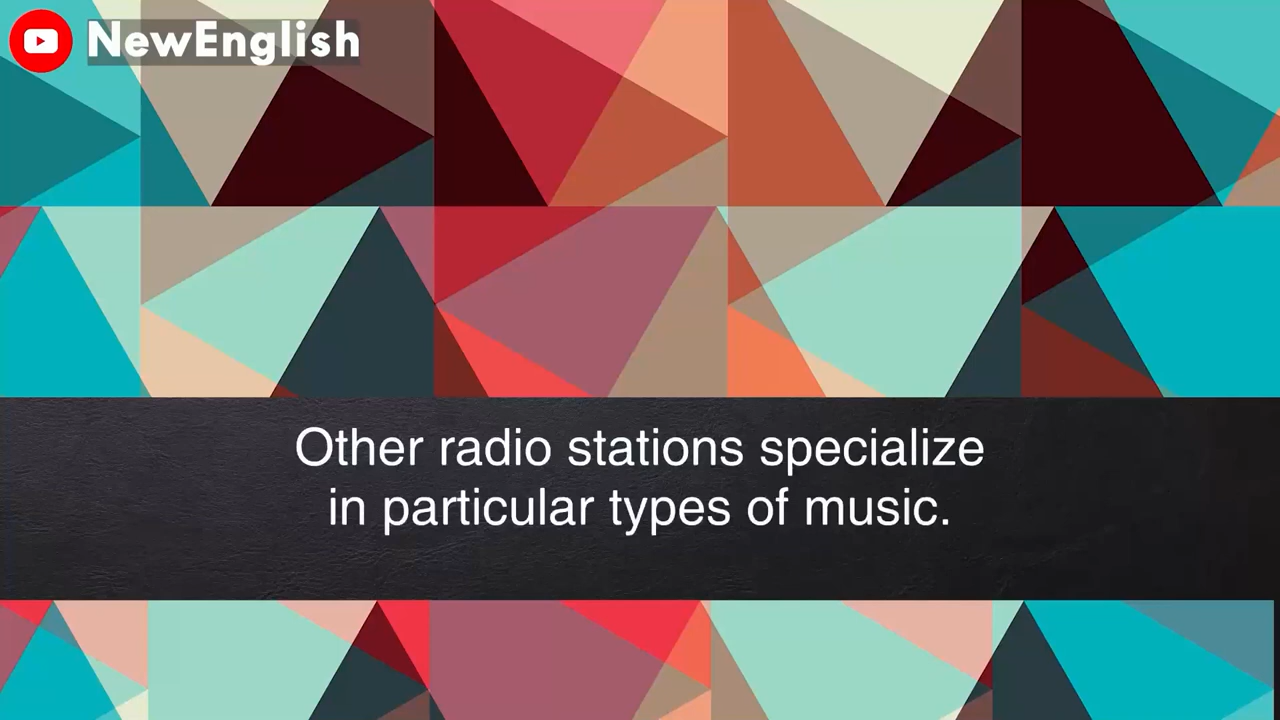 NewEnglish
Other radio stations specialize
in particular types of music.